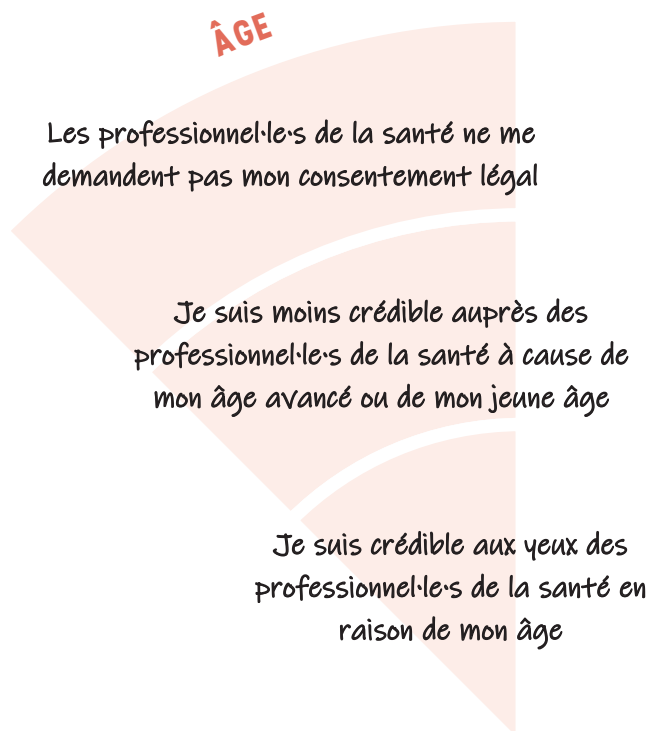 ÂGE
Les professionnel·le·s de la santé ne me
demandent pas mon consentement légal
Je suis moins crédible auprès des
professionnel·le·s de la santé à cause de
mon âge avancé ou de mon jeune âge
Je suis crédible aux yeux des
professionnel·le·s de la santé en
raison de mon âge